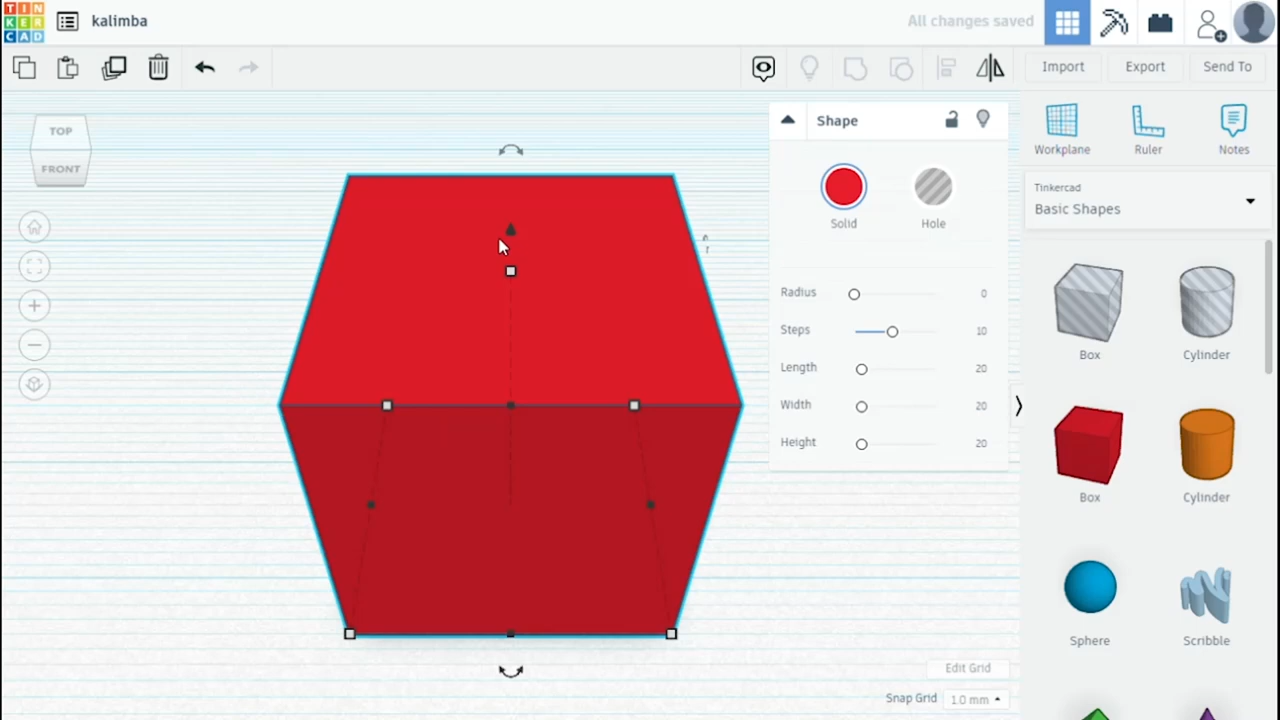 TIN
KER
CAD
kalimba
All changes saved
Import
Export
Send To
TOP
FRONT
Shape
Solid
Hole
Radius 0
Steps 10
Length 20
Width 20
Height 20
Workplane
Ruler
Notes
Tinkercad
Basic Shapes
Box
Cylinder
Box
Cylinder
Sphere
Scribble
Edit Grid
Snap Grid 1.0 mm